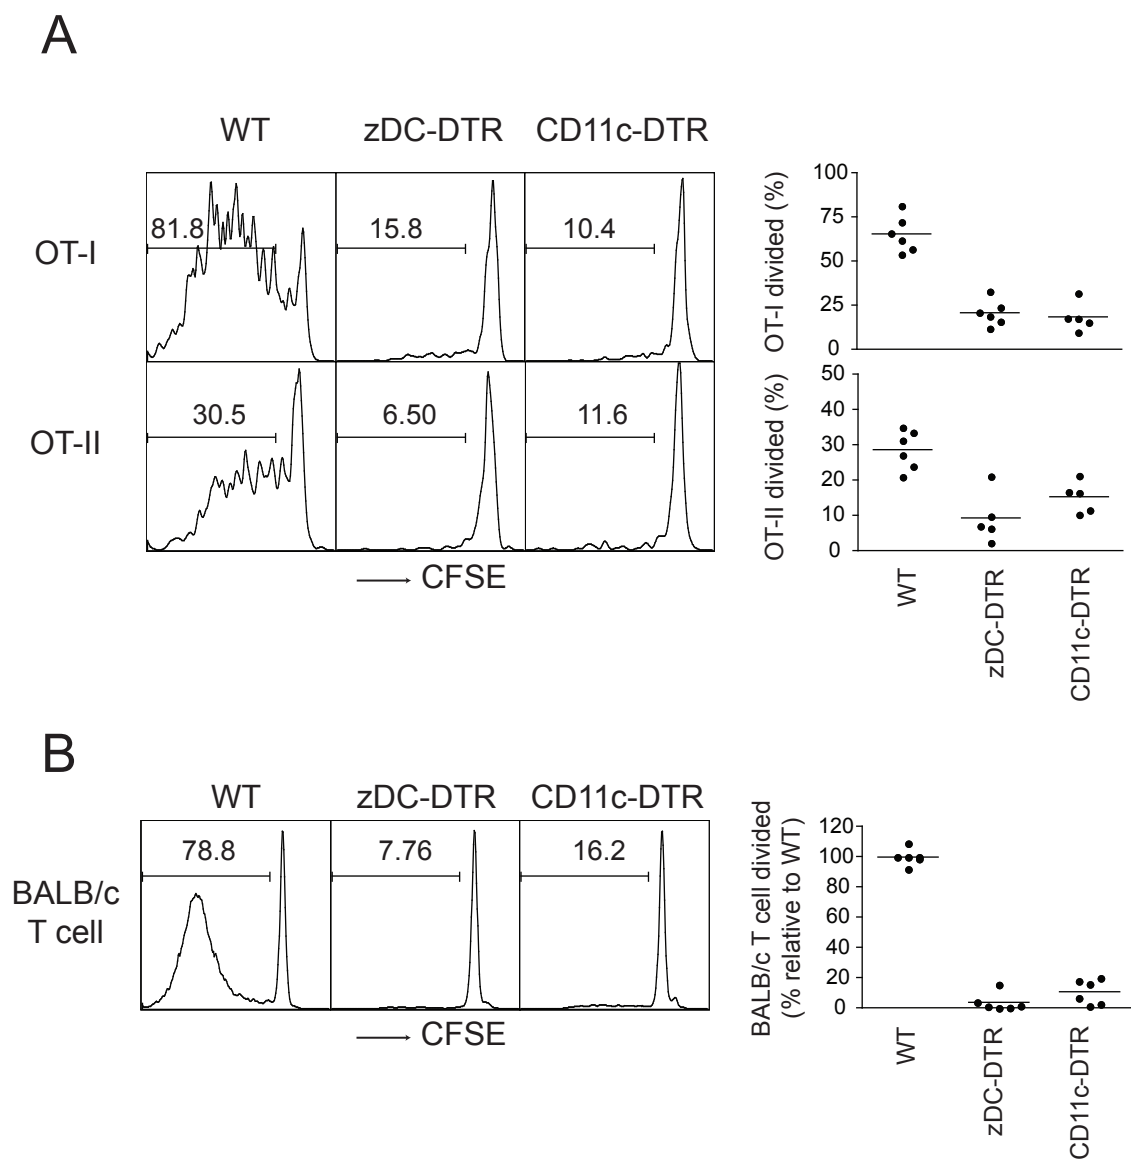 A
WT zDC-DTR CD11c-DTR
OT-I
81.8 15.8 10.4
OT-I divided (%)
100
75
50
25
0
OT-II
30.5 6.50 11.6
OT-II divided (%)
50
40
30
20
10
0
CFSE
WT zDC-DTR CD11c-DTR
B
WT zDC-DTR CD11c-DTR
BALB/c
T cell
78.8 7.76 16.2
BALB/c T cell divided
(% relative to WT)
120
100
80
60
40
20
0
CFSE
WT zDC-DTR CD11c-DTR